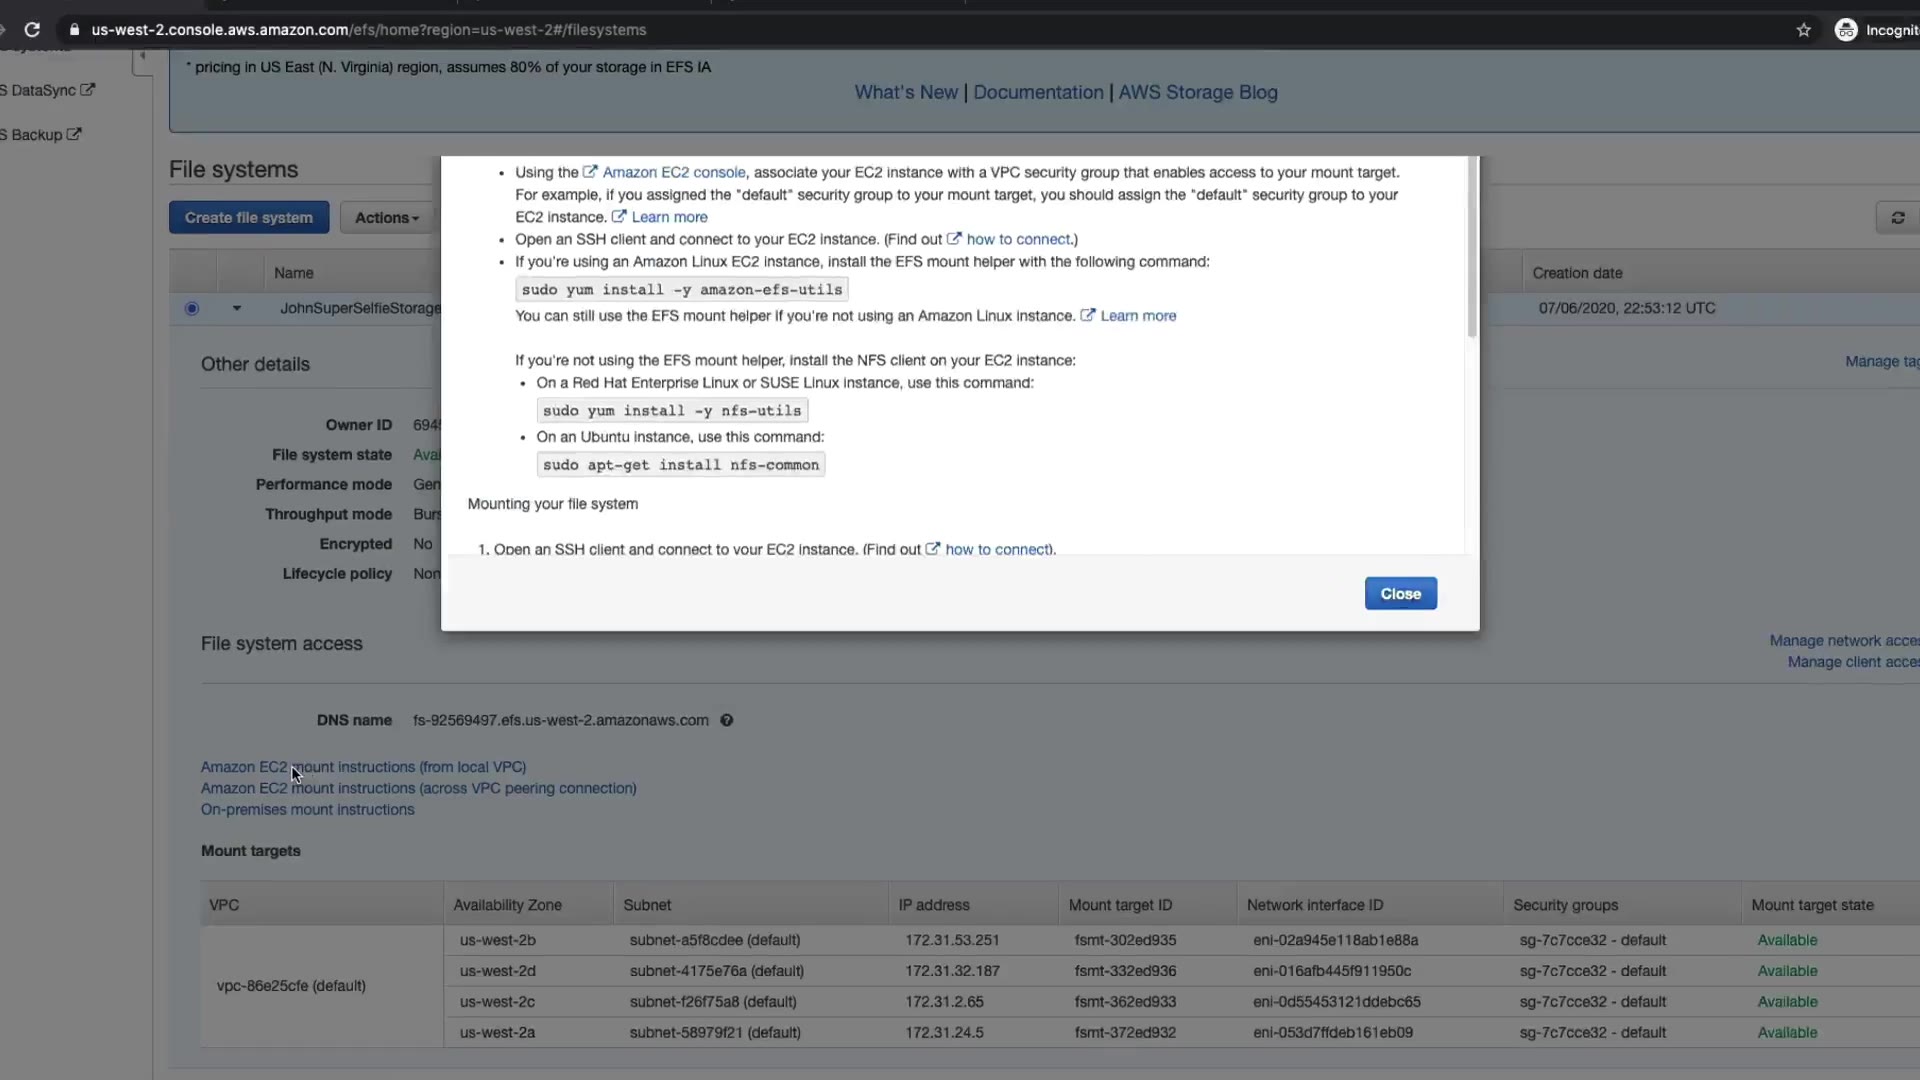 us-west-2.console.aws.amazon.com/efs/home?region=us-west-2#/filesystems
Incognit
S DataSync
S Backup
* pricing in US East (N. Virginia) region, assumes 80% of your storage in EFS IA
What's New | Documentation | AWS Storage Blog
File systems
Create file system
Actions
Name
Creation date
JohnSuperSelfieStorage
07/06/2020, 22:53:12 UTC
Other details
Manage tag
Owner ID 6945
File system state Avai
Performance mode Gen
Throughput mode Burs
Encrypted No
Lifecycle policy Non
• Using the Amazon EC2 console, associate your EC2 instance with a VPC security group that enables access to your mount target.
For example, if you assigned the "default" security group to your mount target, you should assign the "default" security group to your
EC2 instance. Learn more
• Open an SSH client and connect to your EC2 instance. (Find out how to connect.)
• If you're using an Amazon Linux EC2 instance, install the EFS mount helper with the following command:
sudo yum install -y amazon-efs-utils
You can still use the EFS mount helper if you're not using an Amazon Linux instance. Learn more
If you're not using the EFS mount helper, install the NFS client on your EC2 instance:
• On a Red Hat Enterprise Linux or SUSE Linux instance, use this command:
sudo yum install -y nfs-utils
• On an Ubuntu instance, use this command:
sudo apt-get install nfs-common
Mounting your file system
1. Open an SSH client and connect to your EC2 instance. (Find out how to connect).
Close
File system access
Manage network acces
Manage client acces
DNS name fs-92569497.efs.us-west-2.amazonaws.com
Amazon EC2 mount instructions (from local VPC)
Amazon EC2 mount instructions (across VPC peering connection)
On-premises mount instructions
Mount targets
VPC Availability Zone Subnet IP address Mount target ID Network interface ID Security groups Mount target state
us-west-2b subnet-a5f8cdee (default) 172.31.53.251 fsmt-302ed935 eni-02a945e118ab1e88a sg-7c7cce32 - default Available
us-west-2d subnet-4175e76a (default) 172.31.32.187 fsmt-332ed936 eni-016afb445f911950c sg-7c7cce32 - default Available
vpc-86e25cfe (default)
us-west-2c subnet-f26f75a8 (default) 172.31.2.65 fsmt-362ed933 eni-0d55453121ddebc65 sg-7c7cce32 - default Available
us-west-2a subnet-58979f21 (default) 172.31.24.5 fsmt-372ed932 eni-053d7ffdeb161eb09 sg-7c7cce32 - default Available